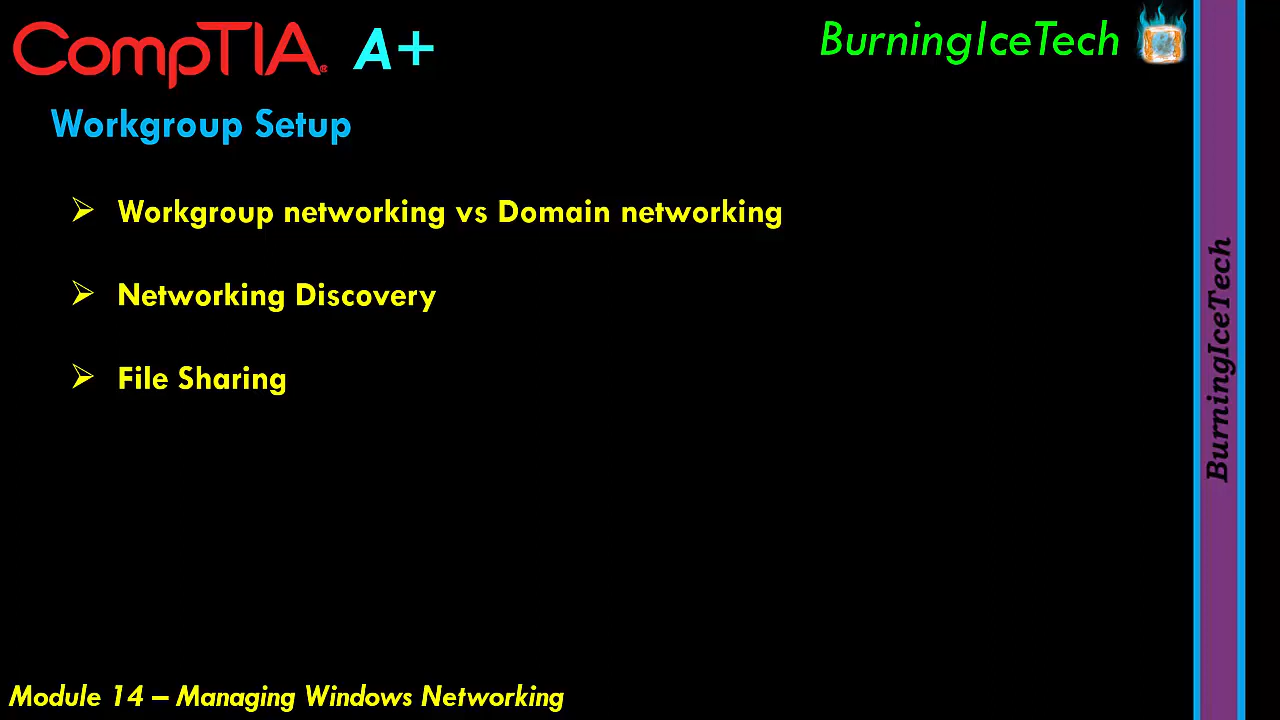 CompTIA® A+
BurningIceTech
Workgroup Setup
➢ Workgroup networking vs Domain networking
➢ Networking Discovery
➢ File Sharing
BurningIceTech
Module 14 – Managing Windows Networking